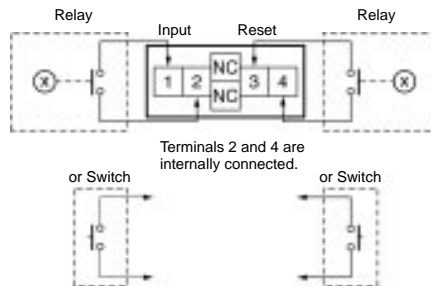 Relay
Relay
Input
Reset
X
1
2
NC
NC
3
4
X
Terminals 2 and 4 are
internally connected.
or Switch
or Switch